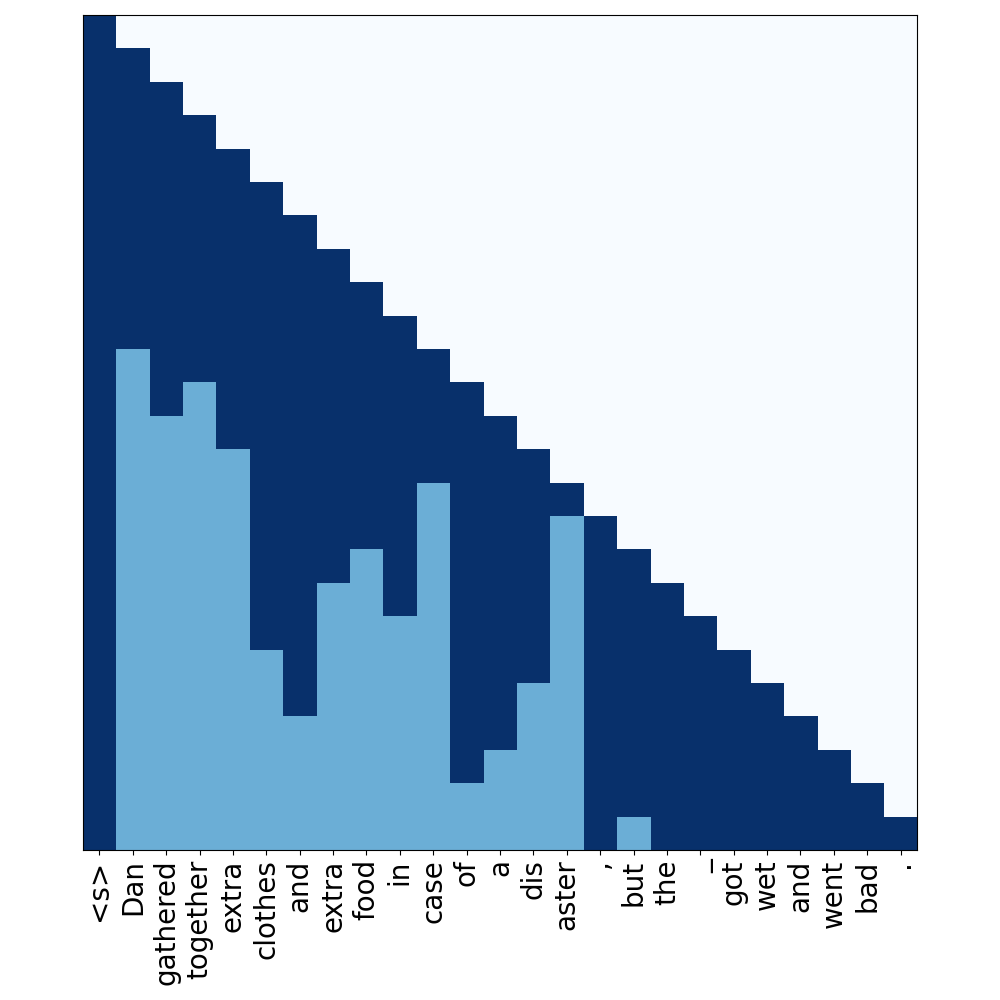 <s> Dan gathered together extra clothes and extra food in case of a dis aster , but the _ got wet and went bad .